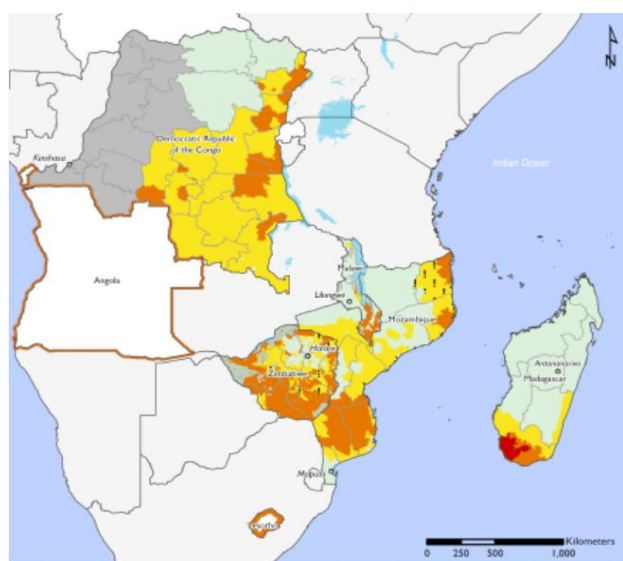 N
Democratic Republic
of the Congo
Kinshasa
Indian Ocean
Angola
Malawi
Lilongwe
Mozambique
Harare
Zimbabwe
Antananarivo
Madagascar
Maputo
Lesotho
Kilometers
0 250 500 1,000